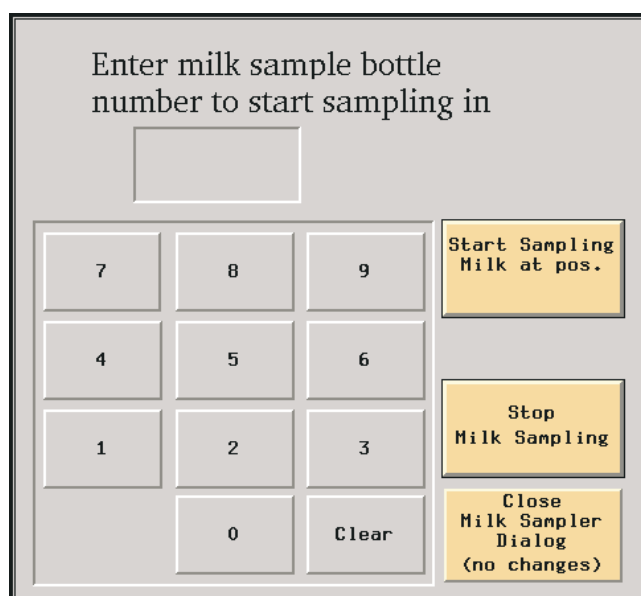 Enter milk sample bottle
number to start sampling in
7
8
9
Start Sampling
Milk at pos.
4
5
6
1
2
3
Stop
Milk Sampling
0
Clear
Close
Milk Sampler
Dialog
(no changes)